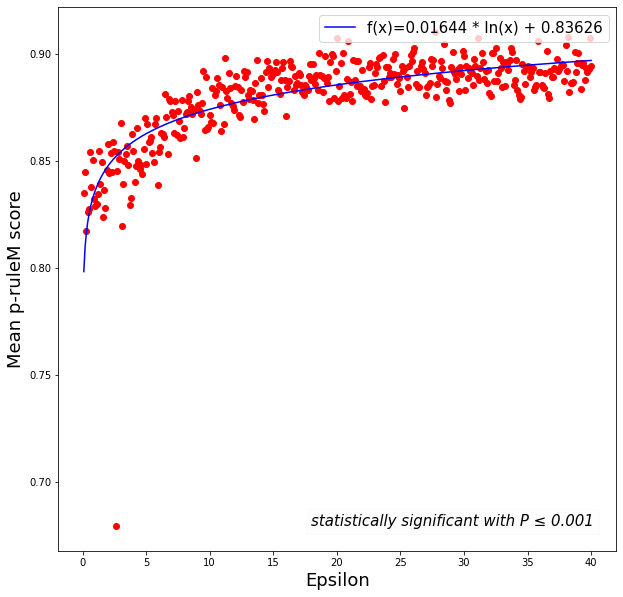 f(x)=0.01644 * ln(x) + 0.83626
0.90
0.85
0.80
0.75
0.70
Mean p-ruleM score
statistically significant with P ≤ 0.001
0 5 10 15 20 25 30 35 40
Epsilon